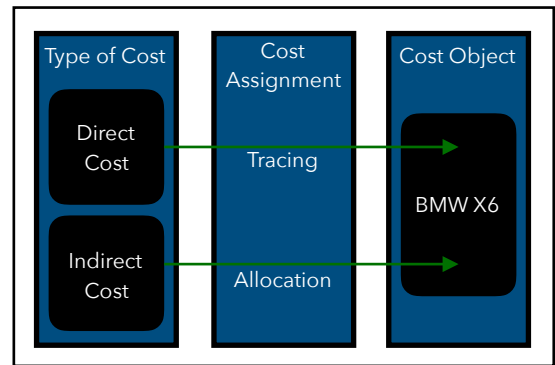 Type of Cost
Direct
Cost
Indirect
Cost
Cost
Assignment
Tracing
Allocation
Cost Object
BMW X6